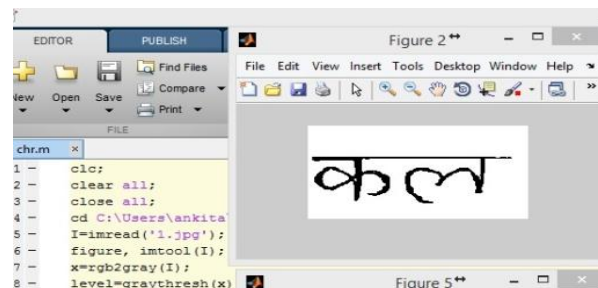 EDITOR PUBLISH
New Open Save
Find Files
Compare
Print
FILE
chr.m
1 - clc;
2 - clear all;
3 - close all;
4 - cd C:\Users\ankita
5 - I=imread('1.jpg');
6 - figure, imtool(I);
7 - x=rgb2gray(I);
8 - level=graythresh(x)
Figure 2
File Edit View Insert Tools Desktop Window Help
कल
Figure 5